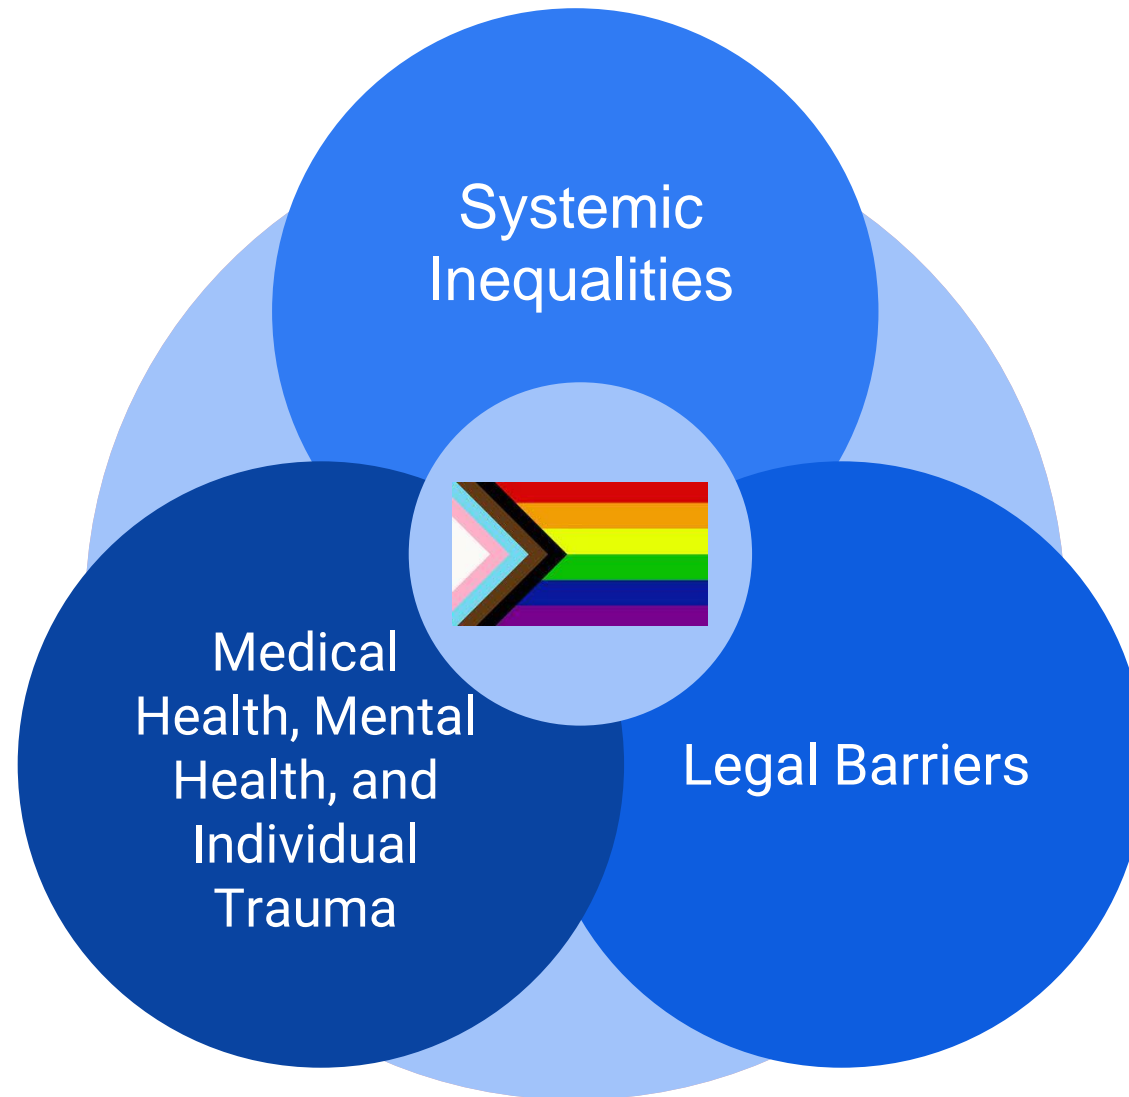 Systemic
Inequalities
Medical
Health, Mental
Health, and
Individual
Trauma
Legal Barriers